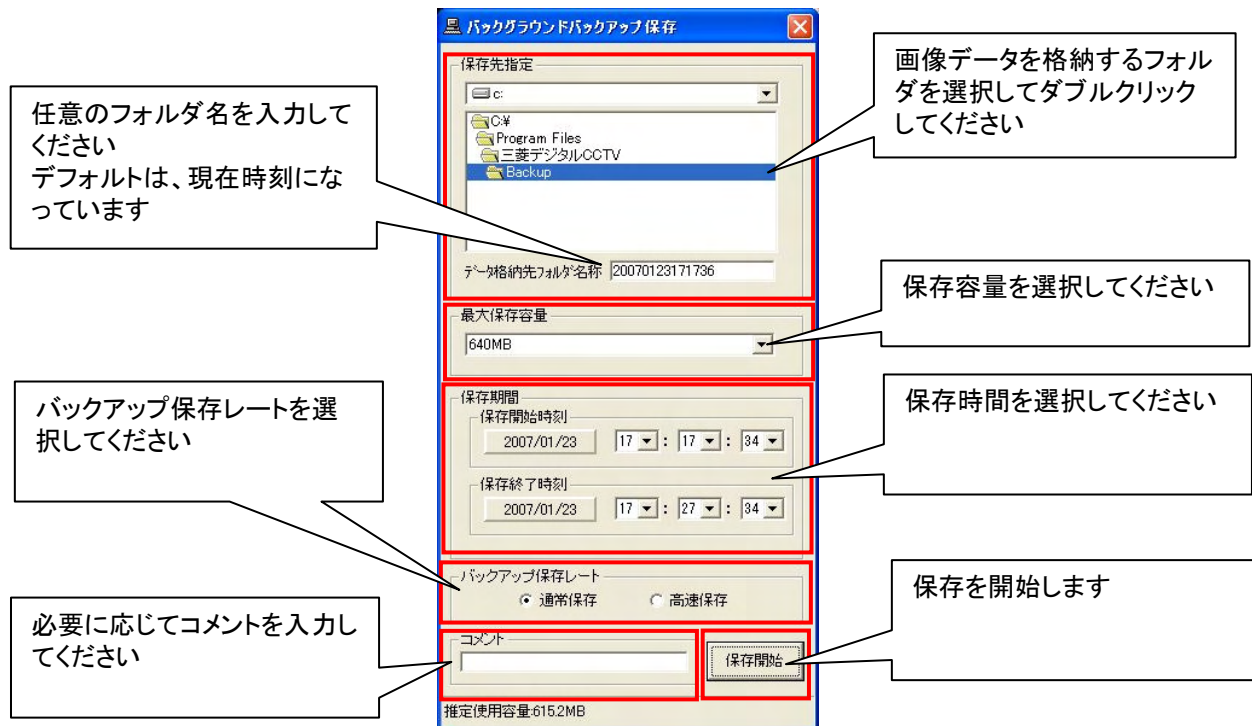 バックグラウンドバックアップ保存
保存先指定
c:
C:¥
Program Files
三菱デジタルCCTV
Backup
データ格納先フォルダ名称 20070123171736
最大保存容量
640MB
保存期間
保存開始時刻
2007/01/23 17 : 17 : 34
保存終了時刻
2007/01/23 17 : 27 : 34
バックアップ保存レート
通常保存 高速保存
コメント
保存開始
推定使用容量:615.2MB
任意のフォルダ名を入力して
ください
デフォルトは、現在時刻にな
っています
バックアップ保存レートを選
択してください
必要に応じてコメントを入力し
てください
画像データを格納するフォル
ダを選択してダブルクリック
してください
保存容量を選択してください
保存時間を選択してください
保存を開始します